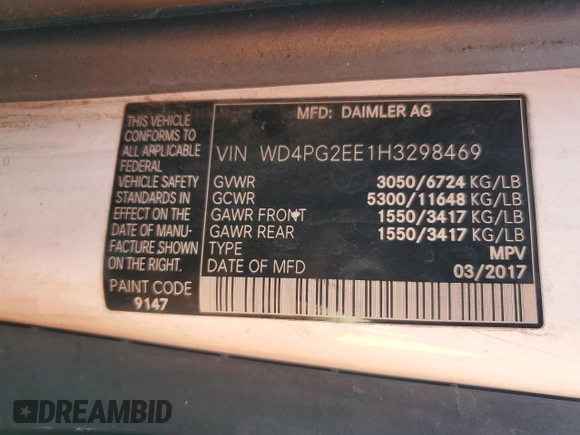 MFD: DAIMLER AG
THIS VEHICLE
CONFORMS TO
ALL APPLICABLE
FEDERAL
VEHICLE SAFETY
STANDARDS IN
EFFECT ON THE
DATE OF MANU-
FACTURE SHOWN
ON THE RIGHT.
PAINT CODE
9147
VIN WD4PG2EE1H3298469
GVWR 3050/6724 KG/LB
GCWR 5300/11648 KG/LB
GAWR FRONT 1550/3417 KG/LB
GAWR REAR 1550/3417 KG/LB
TYPE MPV
DATE OF MFD 03/2017
DREAMBID